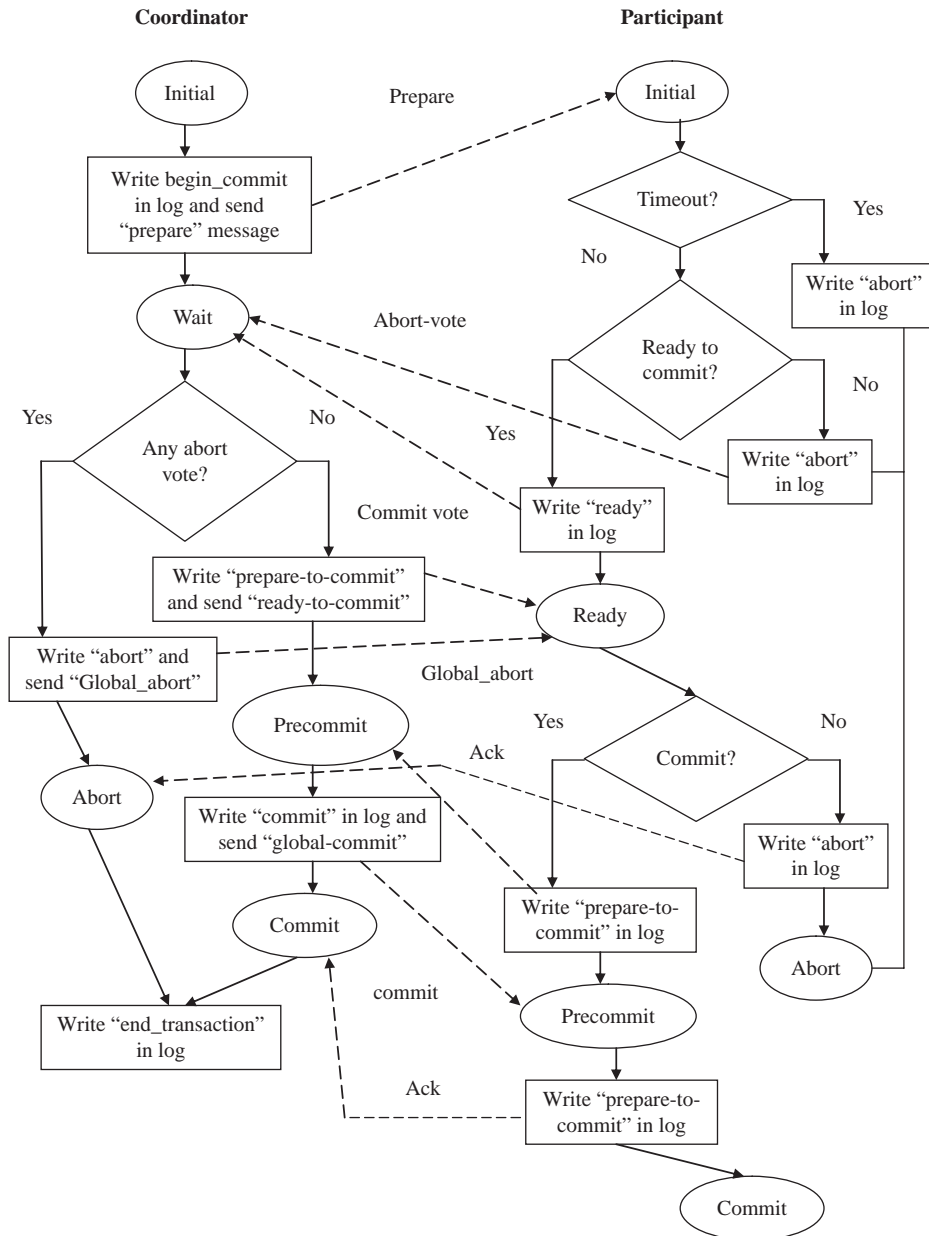 Coordinator
Participant
Initial
Prepare
Initial
Write begin_commit
in log and send
“prepare” message
Timeout?
Yes
No
Write “abort”
in log
Wait
Abort-vote
Ready to
commit?
No
Yes
Yes
No
Any abort
vote?
Write “abort”
in log
Write “ready”
in log
Commit vote
Write “prepare-to-commit”
and send “ready-to-commit”
Ready
Write “abort” and
send “Global_abort”
Global_abort
Precommit
Yes
No
Commit?
Ack
Abort
Write “commit” in log and
send “global-commit”
Write “abort”
in log
Write “prepare-to-
commit” in log
Commit
Abort
commit
Precommit
Write “end_transaction”
in log
Ack
Write “prepare-to-
commit” in log
Commit